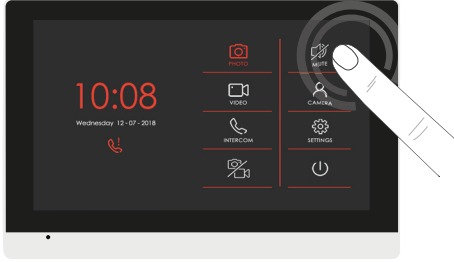 PHOTO
MUTE
10:08
VIDEO
CAMERA
Wednesday 12 - 07 - 2018
INTERCOM
SETTINGS